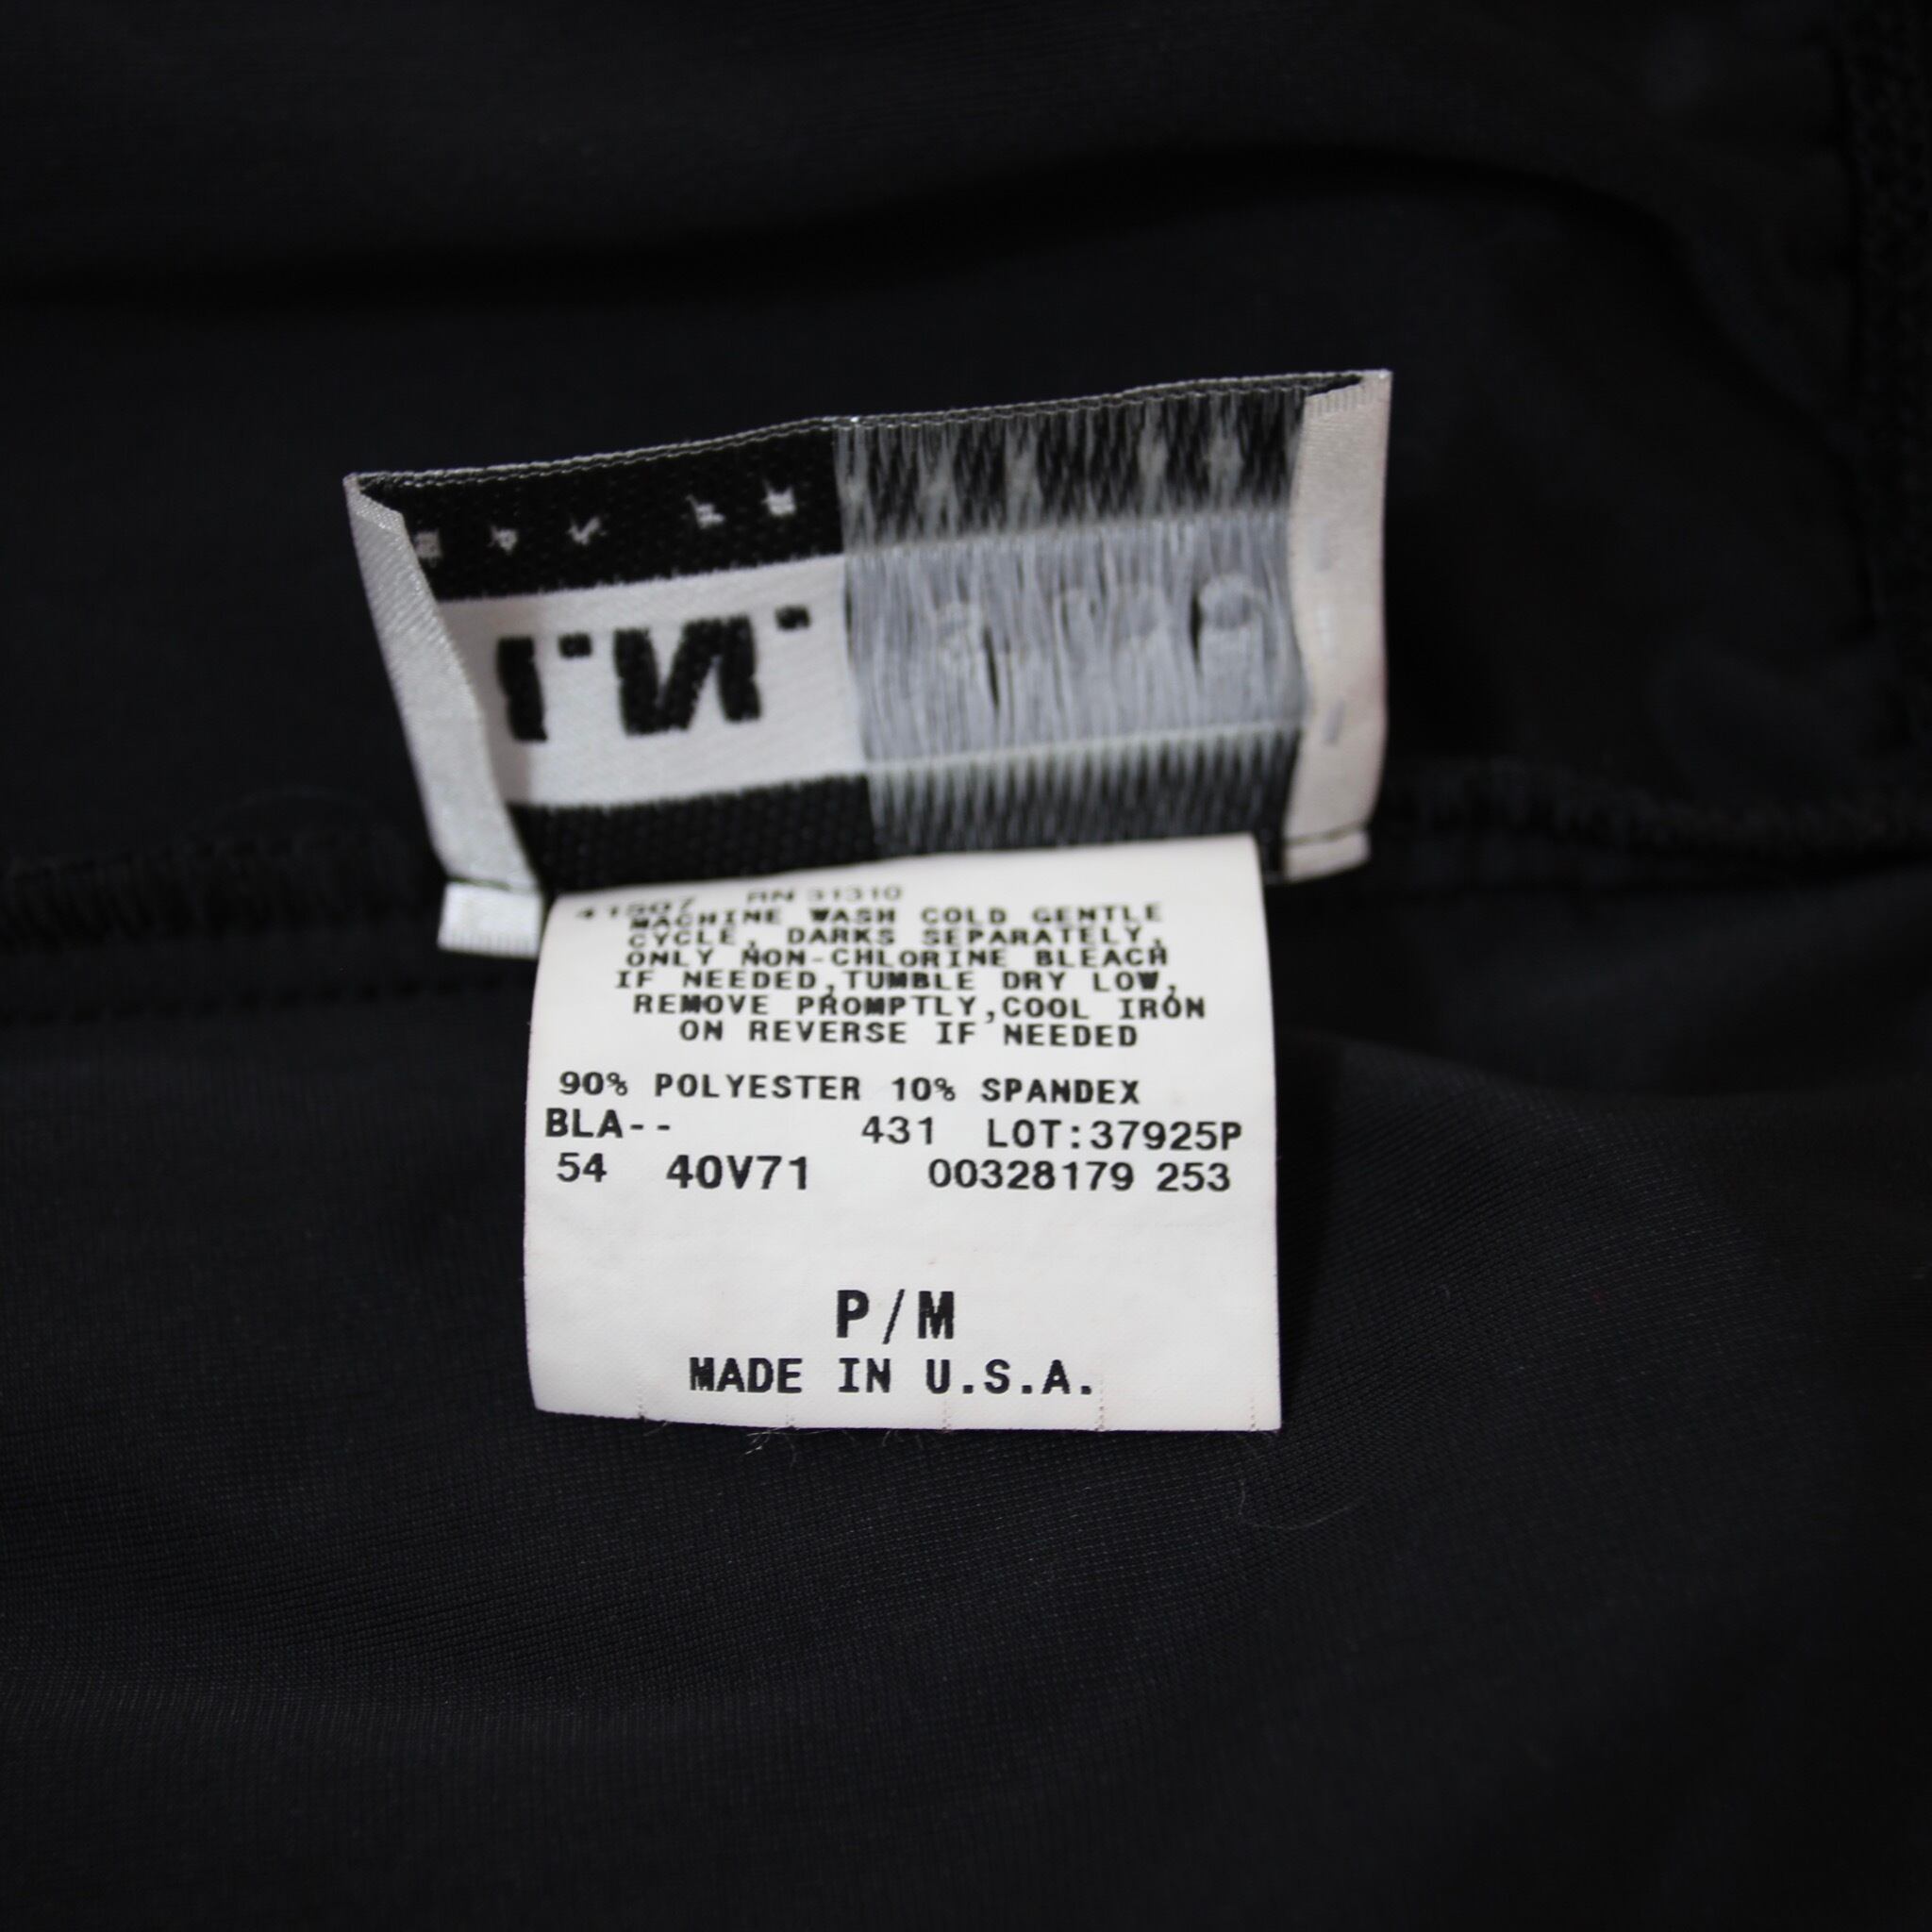 RN 31310
MACHINE WASH COLD GENTLE
CYCLE, DARKS SEPARATELY,
ONLY NON-CHLORINE BLEACH
IF NEEDED,TUMBLE DRY LOW,
REMOVE PROMPTLY,COOL IRON
ON REVERSE IF NEEDED
90% POLYESTER 10% SPANDEX
BLA-- 431 LOT:37925P
54 40V71 00328179 253
P/M
MADE IN U.S.A.